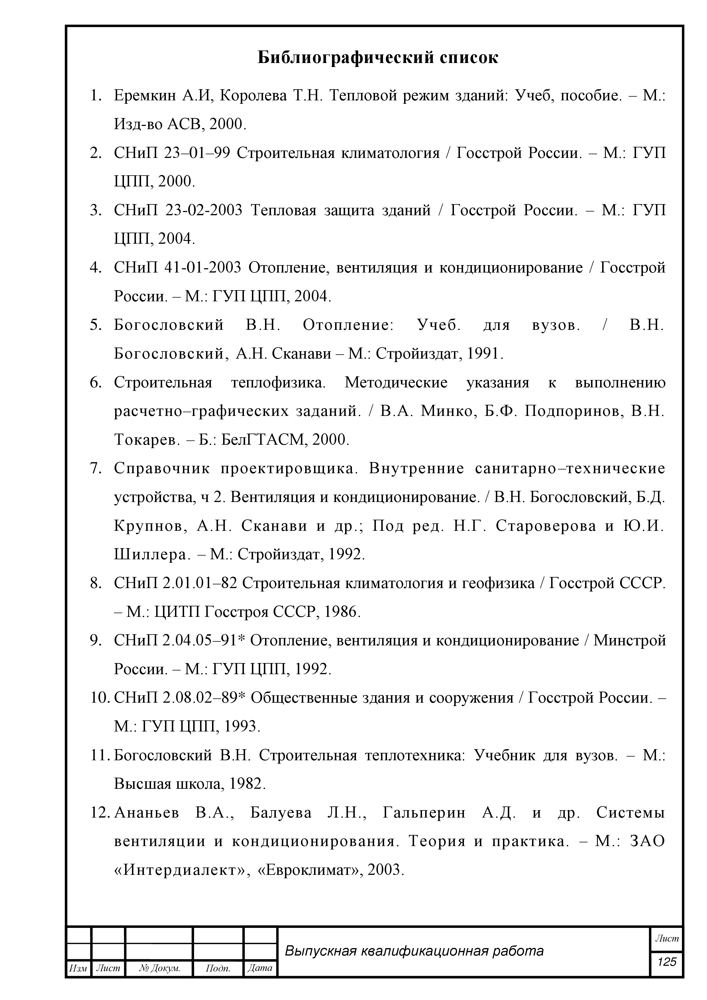 Библиографический список
1. Еремкин А.И, Королева Т.Н. Тепловой режим зданий: Учеб, пособие. – М.:
Изд-во АСВ, 2000.
2. СНиП 23–01–99 Строительная климатология / Госстрой России. – М.: ГУП
ЦПП, 2000.
3. СНиП 23-02-2003 Тепловая защита зданий / Госстрой России. – М.: ГУП
ЦПП, 2004.
4. СНиП 41-01-2003 Отопление, вентиляция и кондиционирование / Госстрой
России. – М.: ГУП ЦПП, 2004.
5. Богословский В.Н. Отопление: Учеб. для вузов. / В.Н.
Богословский, А.Н. Сканави – М.: Стройиздат, 1991.
6. Строительная теплофизика. Методические указания к выполнению
расчетно–графических заданий. / В.А. Минко, Б.Ф. Подпоринов, В.Н.
Токарев. – Б.: БелГТАСМ, 2000.
7. Справочник проектировщика. Внутренние санитарно–технические
устройства, ч 2. Вентиляция и кондиционирование. / В.Н. Богословский, Б.Д.
Крупнов, А.Н. Сканави и др.; Под ред. Н.Г. Староверова и Ю.И.
Шиллера. – М.: Стройиздат, 1992.
8. СНиП 2.01.01–82 Строительная климатология и геофизика / Госстрой СССР.
– М.: ЦИТП Госстроя СССР, 1986.
9. СНиП 2.04.05–91* Отопление, вентиляция и кондиционирование / Минстрой
России. – М.: ГУП ЦПП, 1992.
10. СНиП 2.08.02–89* Общественные здания и сооружения / Госстрой России. –
М.: ГУП ЦПП, 1993.
11. Богословский В.Н. Строительная теплотехника: Учебник для вузов. – М.:
Высшая школа, 1982.
12. Ананьев В.А., Балуева Л.Н., Гальперин А.Д. и др. Системы
вентиляции и кондиционирования. Теория и практика. – М.: ЗАО
«Интердиалект», «Евроклимат», 2003.
Выпускная квалификационная работа
Лист
125
Изм Лист № Докум. Подп. Дата